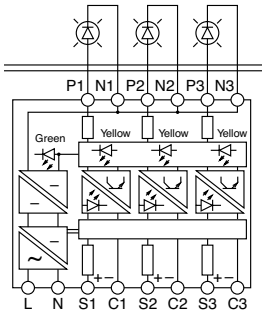 P1 N1 P2 N2 P3 N3
Green Yellow Yellow Yellow
+ − + − + −
L N S1 C1 S2 C2 S3 C3